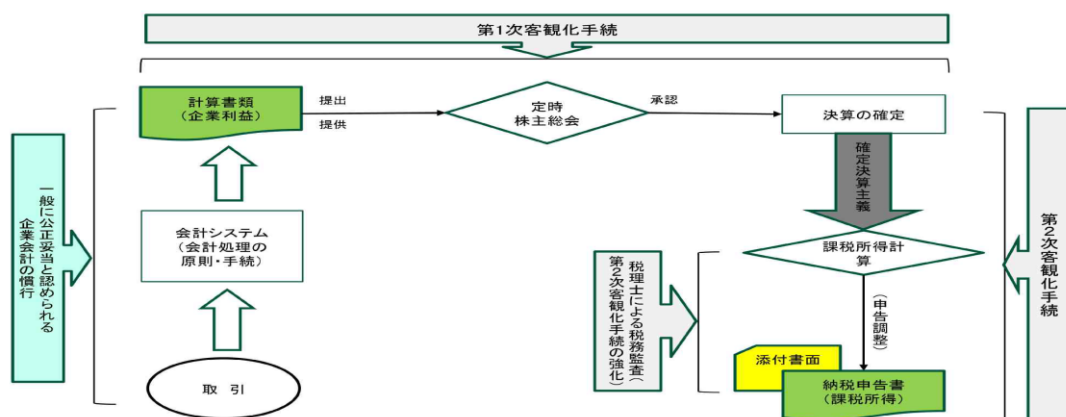 第1次客観化手続
計算書類
（企業利益）
提出
提供
定時
株主総会
承認
決算の確定
確定決算主義
一般に公正妥当と認められる
企業会計の慣行
会計システム
（会計処理の
原則・手続）
課税所得計
算
税理士による税務監査（
第2次客観化手続の強化）
（申告調整）
第2次客観化手続
取 引
添付書面
納税申告書
（課税所得）